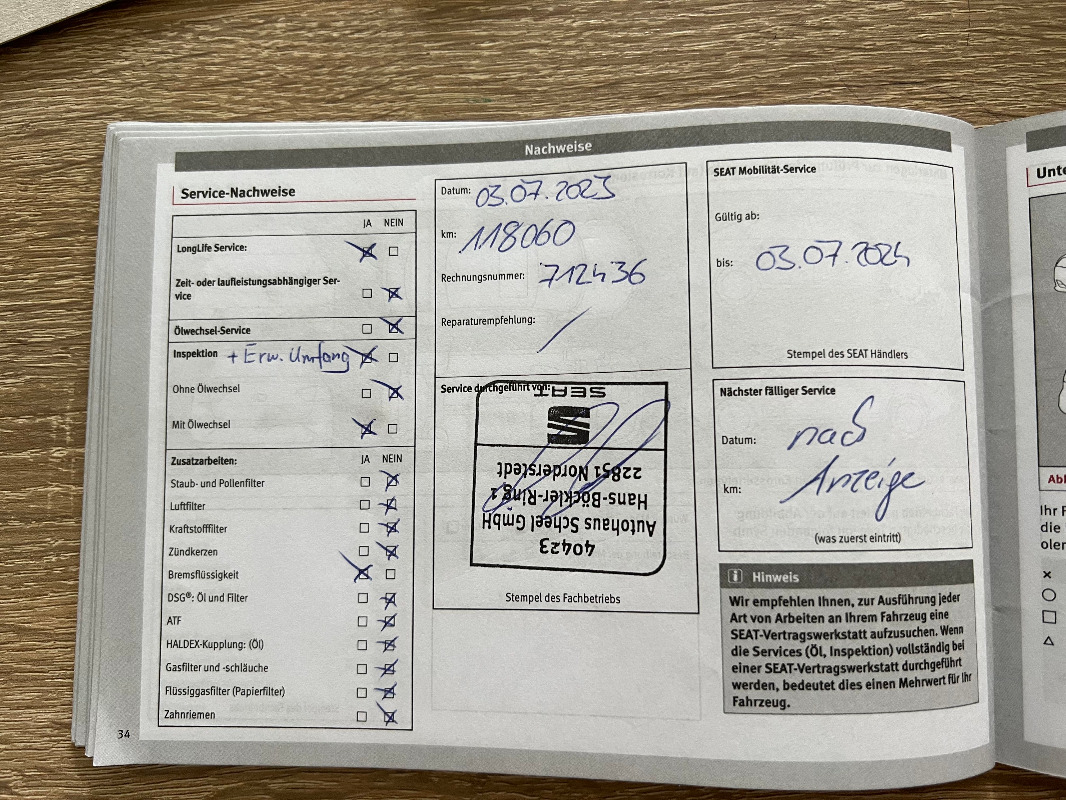 Nachweise
Service-Nachweise
JA NEIN
LongLife Service:
Zeit- oder laufleistungsabhängiger Ser-
vice
Ölwechsel-Service
Inspektion + Erw. Umfang
Ohne Ölwechsel
Mit Ölwechsel
Zusatzarbeiten: JA NEIN
Staub- und Pollenfilter
Luftfilter
Kraftstofffilter
Zündkerzen
Bremsflüssigkeit
DSG®: Öl und Filter
ATF
HALDEX-Kupplung: (Öl)
Gasfilter und -schläuche
Flüssiggasfilter (Papierfilter)
Zahnriemen
34
Datum: 03.07.2023
km: 118060
Rechnungsnummer: 712436
Reparaturempfehlung: /
Service durchgeführt von:
40423
Autohaus Scheel GmbH
Hans-Böckler-Ring 1
22851 Norderstedt
SEAT
Stempel des Fachbetriebs
SEAT Mobilität-Service
Gültig ab:
bis: 03.07.2024
Stempel des SEAT Händlers
Nächster fälliger Service
Datum: nach
km: Anzeige
(was zuerst eintritt)
i Hinweis
Wir empfehlen Ihnen, zur Ausführung jeder
Art von Arbeiten an Ihrem Fahrzeug eine
SEAT-Vertragswerkstatt aufzusuchen. Wenn
die Services (Öl, Inspektion) vollständig bei
einer SEAT-Vertragswerkstatt durchgeführt
werden, bedeutet dies einen Mehrwert für Ihr
Fahrzeug.
Unte
Abl
Ihr F
die
oler